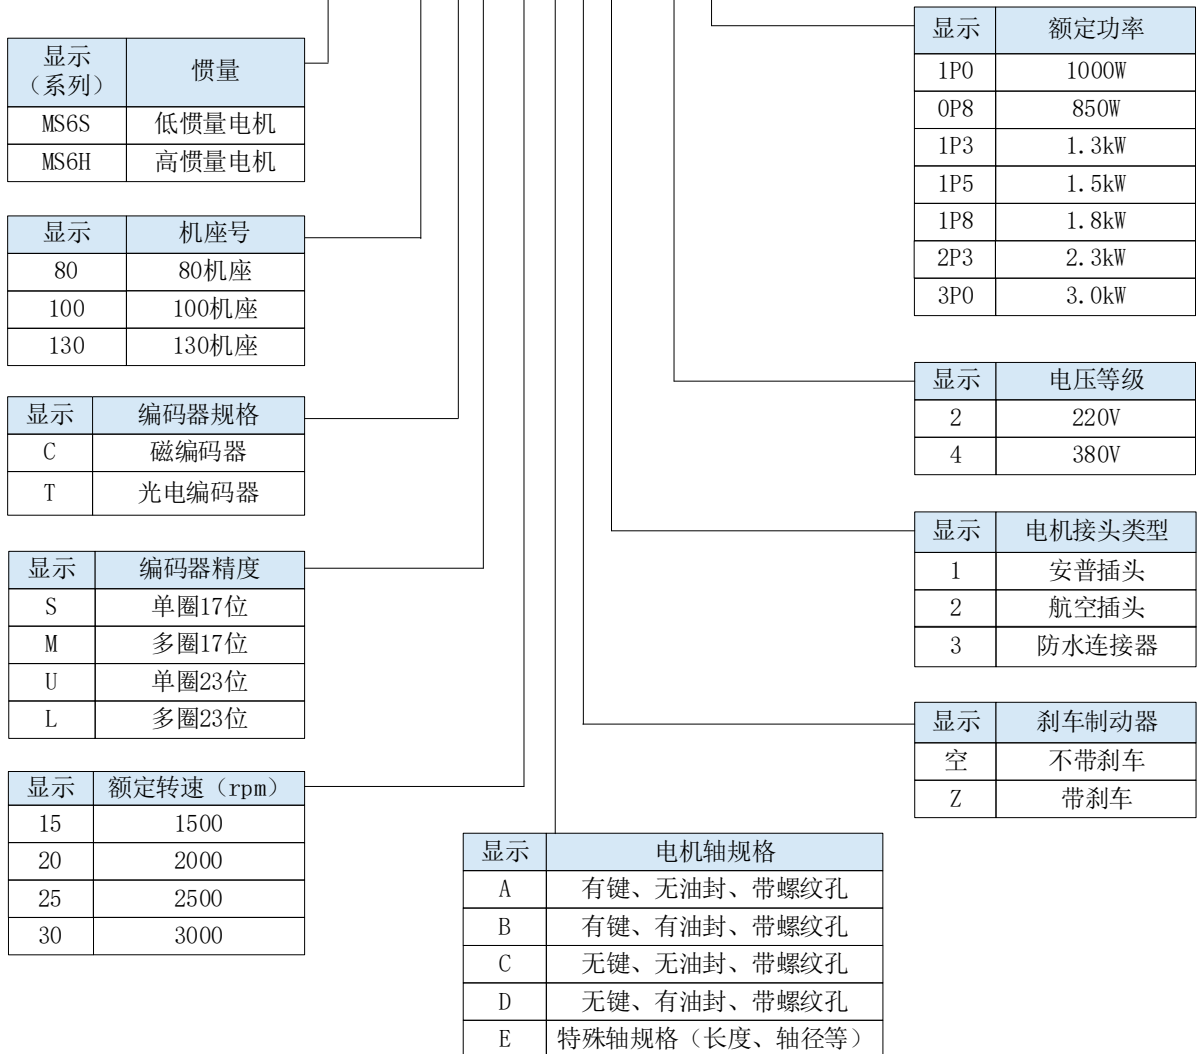 显示
（系列） 惯量
MS6S 低惯量电机
MS6H 高惯量电机
显示 机座号
80 80机座
100 100机座
130 130机座
显示 编码器规格
C 磁编码器
T 光电编码器
显示 编码器精度
S 单圈17位
M 多圈17位
U 单圈23位
L 多圈23位
显示 额定转速（rpm）
15 1500
20 2000
25 2500
30 3000
显示 电机轴规格
A 有键、无油封、带螺纹孔
B 有键、有油封、带螺纹孔
C 无键、无油封、带螺纹孔
D 无键、有油封、带螺纹孔
E 特殊轴规格（长度、轴径等）
显示 额定功率
1P0 1000W
0P8 850W
1P3 1.3kW
1P5 1.5kW
1P8 1.8kW
2P3 2.3kW
3P0 3.0kW
显示 电压等级
2 220V
4 380V
显示 电机接头类型
1 安普插头
2 航空插头
3 防水连接器
显示 刹车制动器
空 不带刹车
Z 带刹车